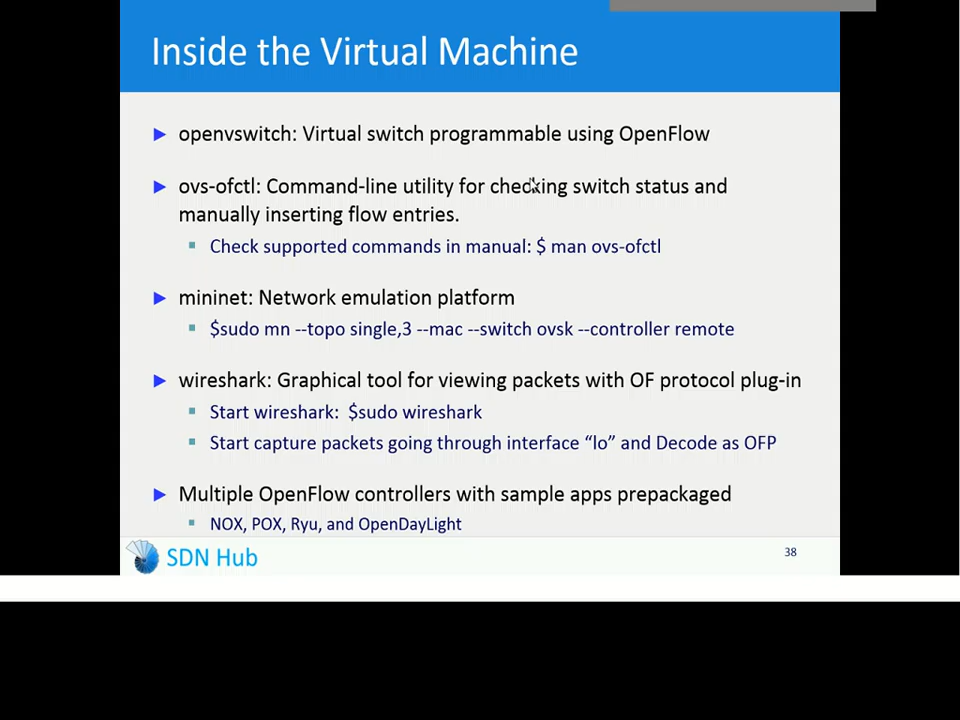 Inside the Virtual Machine
openvswitch: Virtual switch programmable using OpenFlow
ovs-ofctl: Command-line utility for checking switch status and
manually inserting flow entries.
Check supported commands in manual: $ man ovs-ofctl
mininet: Network emulation platform
$sudo mn --topo single,3 --mac --switch ovsk --controller remote
wireshark: Graphical tool for viewing packets with OF protocol plug-in
Start wireshark: $sudo wireshark
Start capture packets going through interface “lo” and Decode as OFP
Multiple OpenFlow controllers with sample apps prepackaged
NOX, POX, Ryu, and OpenDayLight
SDN Hub
38